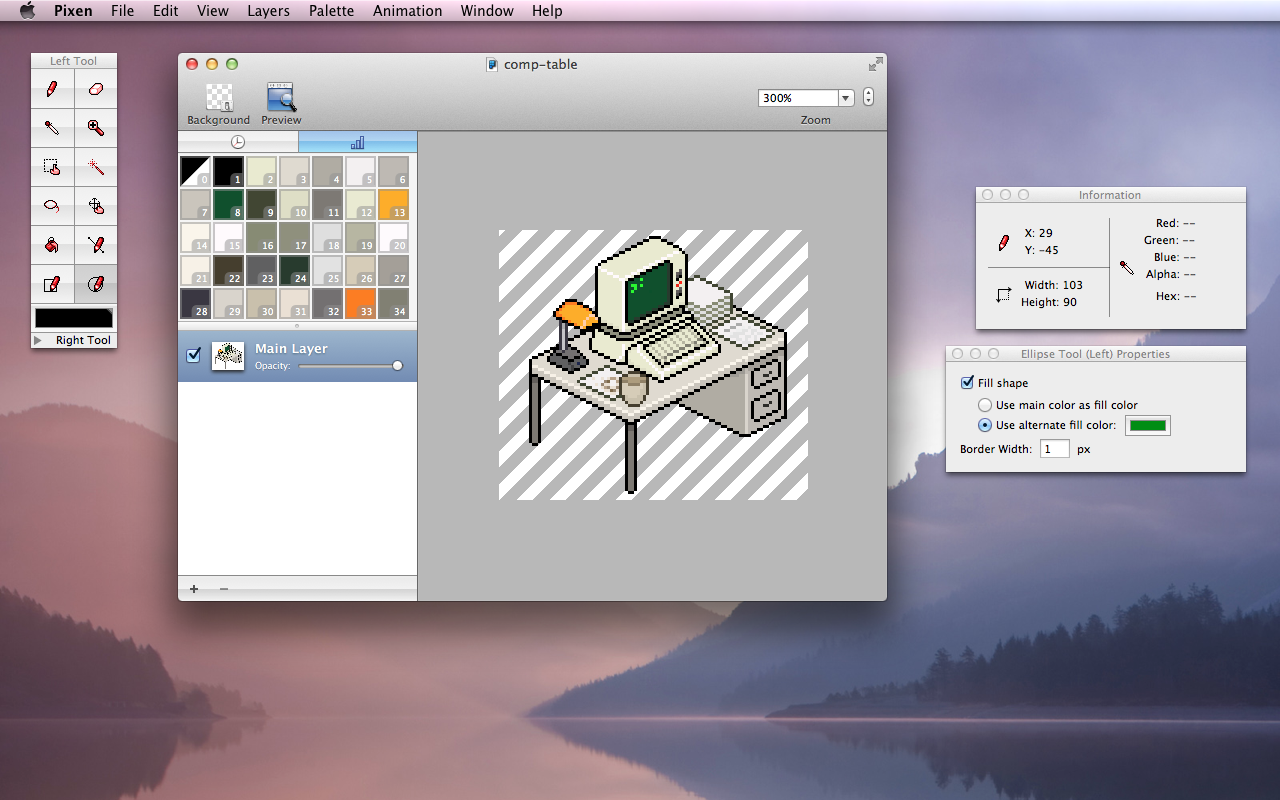 Pixen File Edit View Layers Palette Animation Window Help
Left Tool
Right Tool
comp-table
Background
Preview
300%
Zoom
0 1 2 3 4 5 6
7 8 9 10 11 12 13
14 15 16 17 18 19 20
21 22 23 24 25 26 27
28 29 30 31 32 33 34
Main Layer
Opacity:
Information
X: 29
Y: -45
Width: 103
Height: 90
Red: --
Green: --
Blue: --
Alpha: --
Hex: --
Ellipse Tool (Left) Properties
Fill shape
Use main color as fill color
Use alternate fill color:
Border Width: 1 px